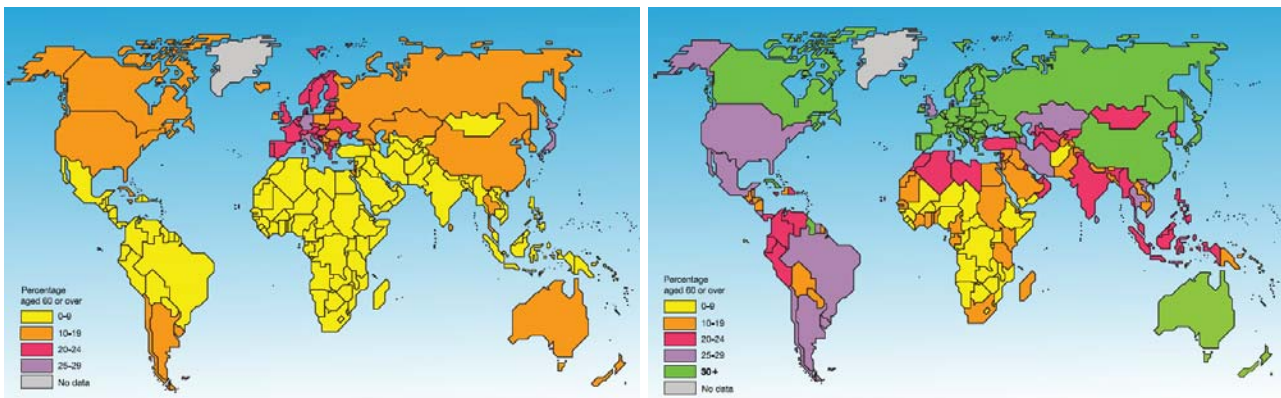 Percentage
aged 60 or over
0-9
10-19
20-24
25-29
No data
Percentage
aged 60 or over
0-9
10-19
20-24
25-29
30+
No data